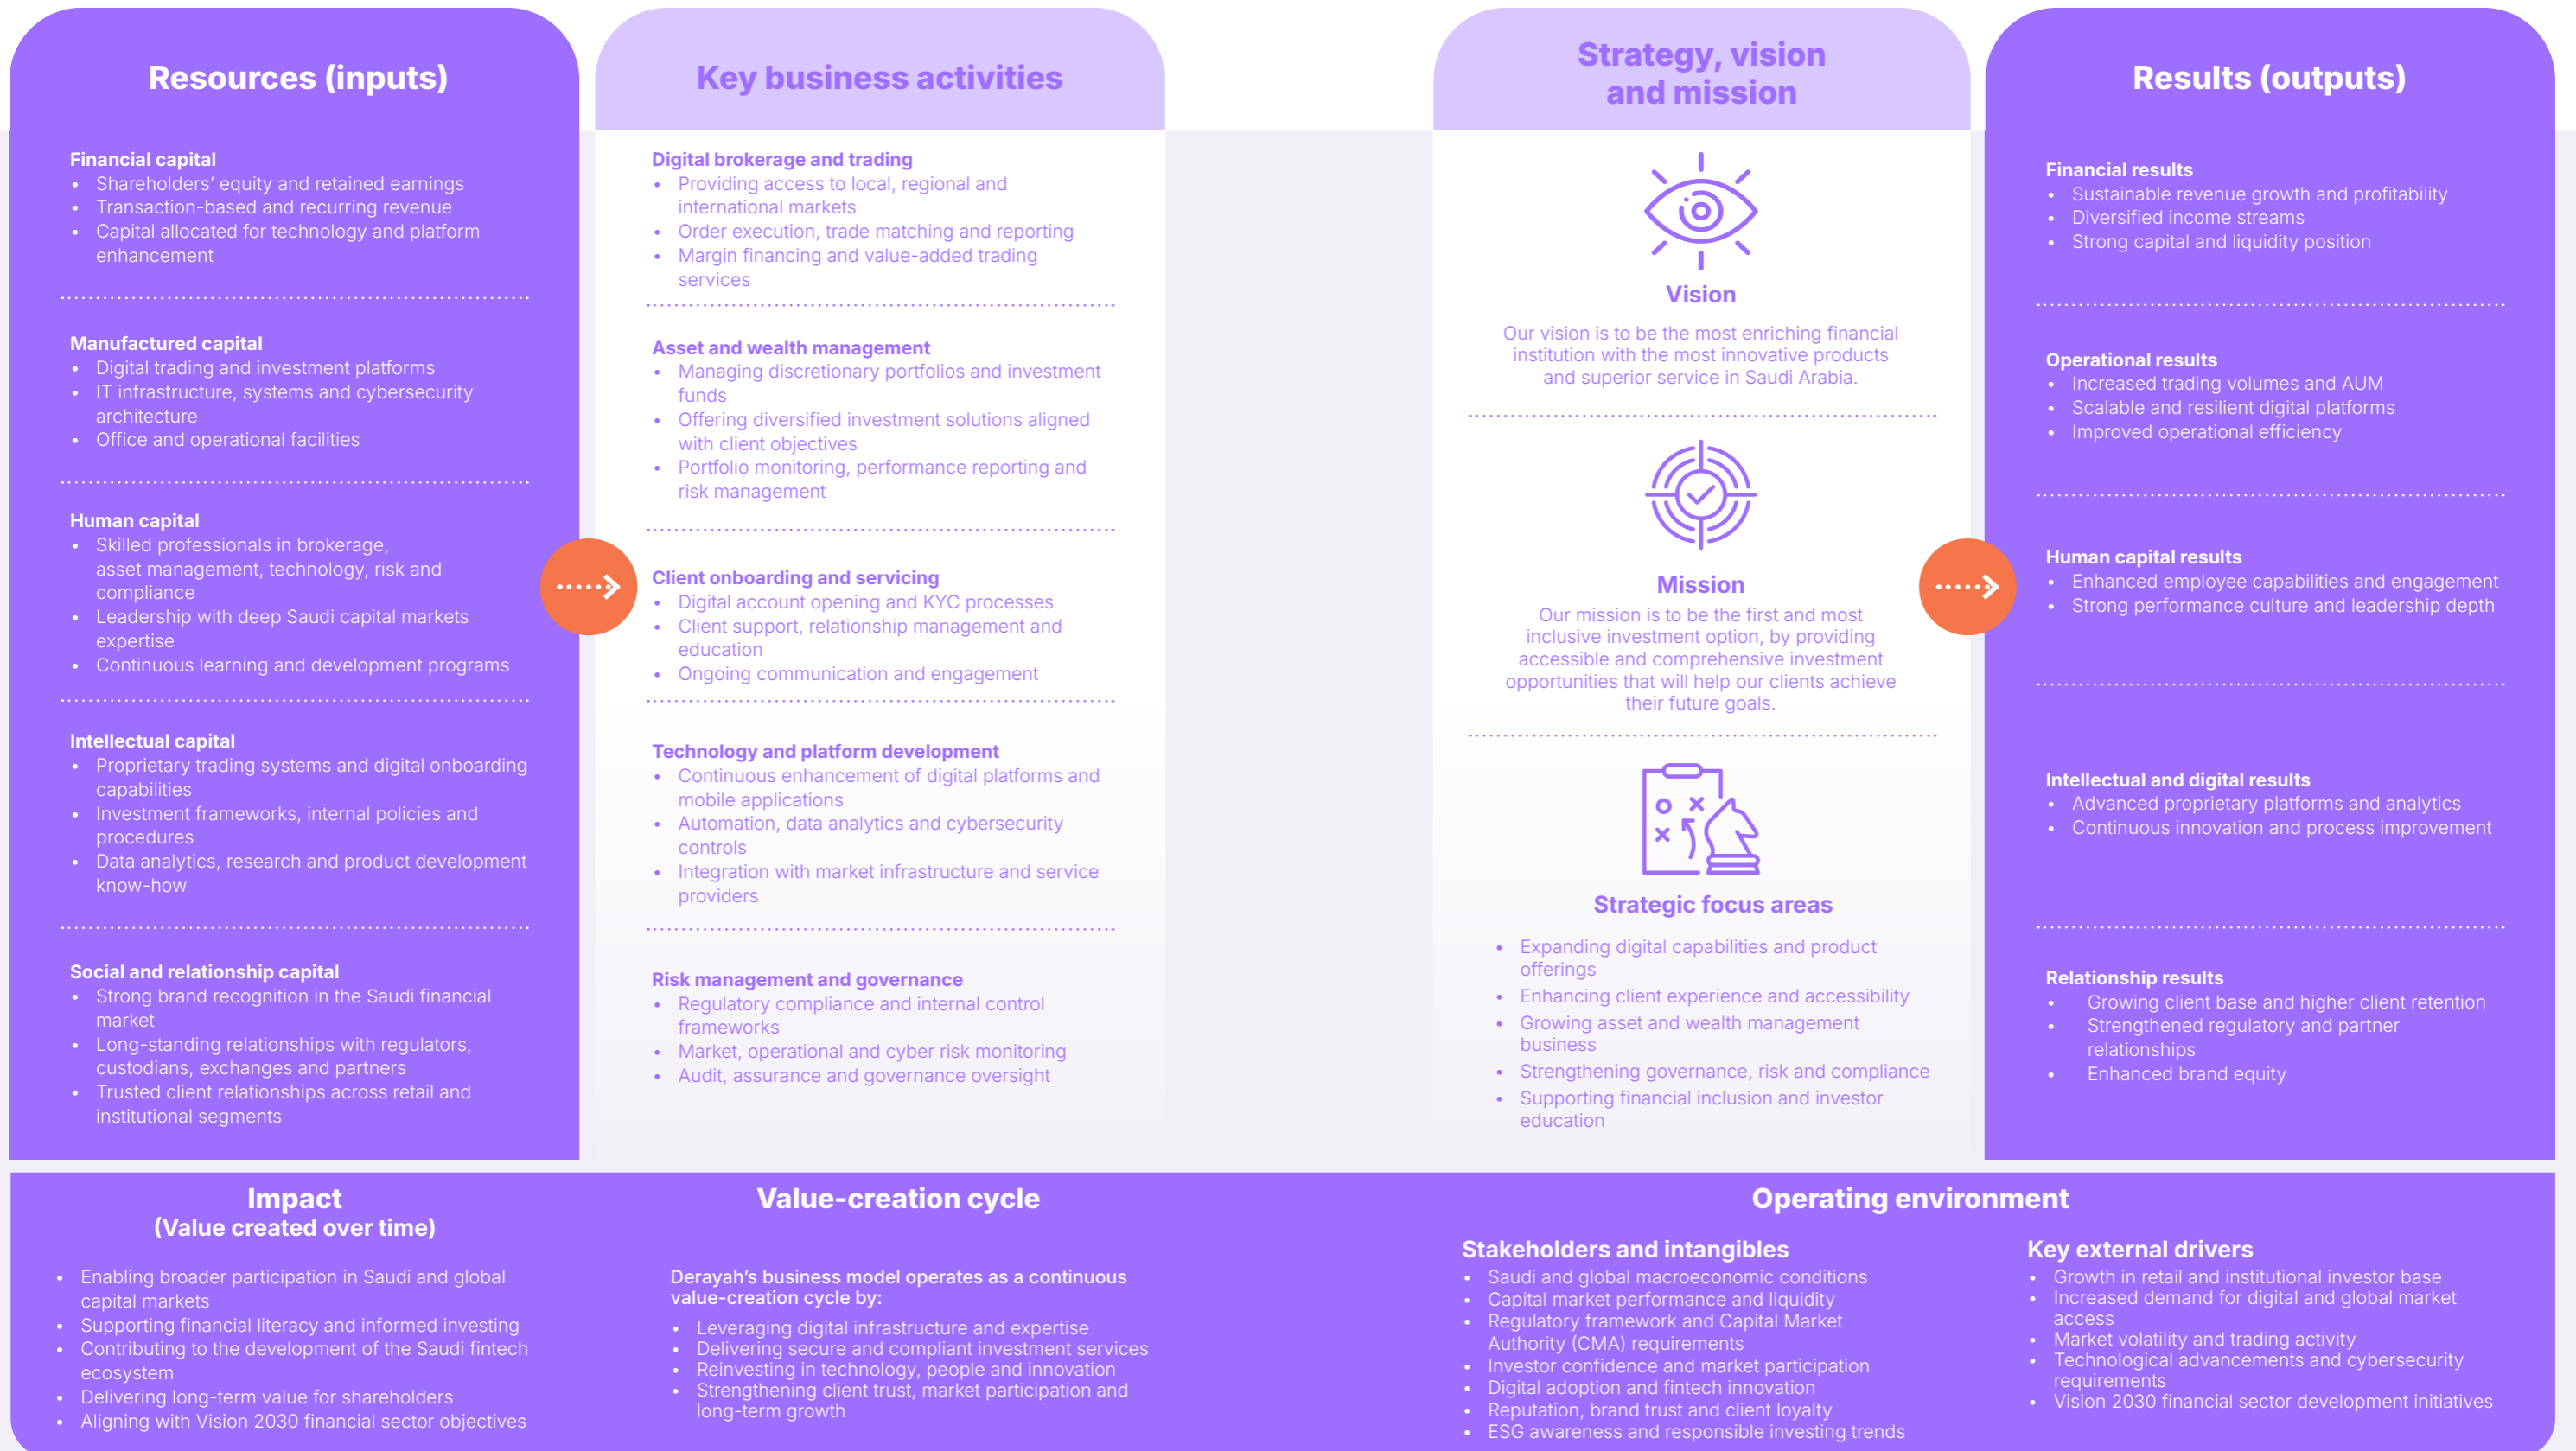 Resources (inputs)
Financial capital
• Shareholders’ equity and retained earnings
• Transaction-based and recurring revenue
• Capital allocated for technology and platform
enhancement
Manufactured capital
• Digital trading and investment platforms
• IT infrastructure, systems and cybersecurity
architecture
• Office and operational facilities
Human capital
• Skilled professionals in brokerage,
asset management, technology, risk and
compliance
• Leadership with deep Saudi capital markets
expertise
• Continuous learning and development programs
Intellectual capital
• Proprietary trading systems and digital onboarding
capabilities
• Investment frameworks, internal policies and
procedures
• Data analytics, research and product development
know-how
Social and relationship capital
• Strong brand recognition in the Saudi financial
market
• Long-standing relationships with regulators,
custodians, exchanges and partners
• Trusted client relationships across retail and
institutional segments
Key business activities
Digital brokerage and trading
• Providing access to local, regional and
international markets
• Order execution, trade matching and reporting
• Margin financing and value-added trading
services
Asset and wealth management
• Managing discretionary portfolios and investment
funds
• Offering diversified investment solutions aligned
with client objectives
• Portfolio monitoring, performance reporting and
risk management
Client onboarding and servicing
• Digital account opening and KYC processes
• Client support, relationship management and
education
• Ongoing communication and engagement
Technology and platform development
• Continuous enhancement of digital platforms and
mobile applications
• Automation, data analytics and cybersecurity
controls
• Integration with market infrastructure and service
providers
Risk management and governance
• Regulatory compliance and internal control
frameworks
• Market, operational and cyber risk monitoring
• Audit, assurance and governance oversight
Strategy, vision
and mission
Vision
Our vision is to be the most enriching financial
institution with the most innovative products
and superior service in Saudi Arabia.
Mission
Our mission is to be the first and most
inclusive investment option, by providing
accessible and comprehensive investment
opportunities that will help our clients achieve
their future goals.
Strategic focus areas
• Expanding digital capabilities and product
offerings
• Enhancing client experience and accessibility
• Growing asset and wealth management
business
• Strengthening governance, risk and compliance
• Supporting financial inclusion and investor
education
Results (outputs)
Financial results
• Sustainable revenue growth and profitability
• Diversified income streams
• Strong capital and liquidity position
Operational results
• Increased trading volumes and AUM
• Scalable and resilient digital platforms
• Improved operational efficiency
Human capital results
• Enhanced employee capabilities and engagement
• Strong performance culture and leadership depth
Intellectual and digital results
• Advanced proprietary platforms and analytics
• Continuous innovation and process improvement
Relationship results
• Growing client base and higher client retention
• Strengthened regulatory and partner
relationships
• Enhanced brand equity
Impact
(Value created over time)
• Enabling broader participation in Saudi and global
capital markets
• Supporting financial literacy and informed investing
• Contributing to the development of the Saudi fintech
ecosystem
• Delivering long-term value for shareholders
• Aligning with Vision 2030 financial sector objectives
Value-creation cycle
Derayah’s business model operates as a continuous
value-creation cycle by:
• Leveraging digital infrastructure and expertise
• Delivering secure and compliant investment services
• Reinvesting in technology, people and innovation
• Strengthening client trust, market participation and
long-term growth
Operating environment
Stakeholders and intangibles
• Saudi and global macroeconomic conditions
• Capital market performance and liquidity
• Regulatory framework and Capital Market
Authority (CMA) requirements
• Investor confidence and market participation
• Digital adoption and fintech innovation
• Reputation, brand trust and client loyalty
• ESG awareness and responsible investing trends
Key external drivers
• Growth in retail and institutional investor base
• Increased demand for digital and global market
access
• Market volatility and trading activity
• Technological advancements and cybersecurity
requirements
• Vision 2030 financial sector development initiatives